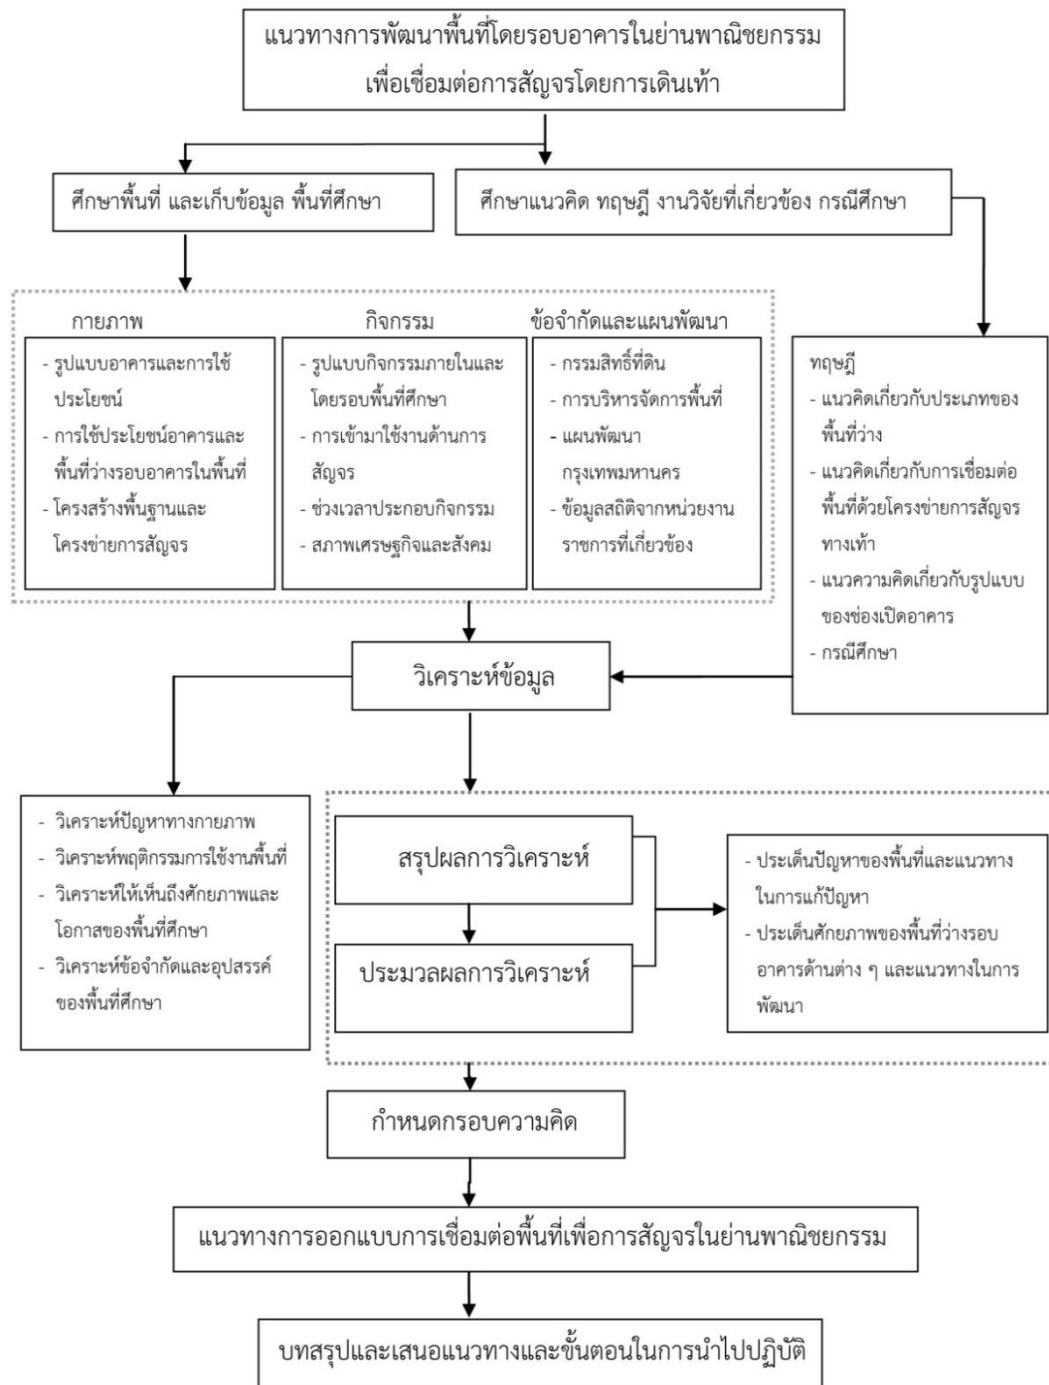 แนวทางการพัฒนาพื้นที่โดยรอบอาคารในย่านพาณิชยกรรม
เพื่อเชื่อมต่อการสัญจรโดยการเดินเท้า
ศึกษาพื้นที่ และเก็บข้อมูล พื้นที่ศึกษา
ศึกษาแนวคิด ทฤษฎี งานวิจัยที่เกี่ยวข้อง กรณีศึกษา
กายภาพ
- รูปแบบอาคารและการใช้
ประโยชน์
- การใช้ประโยชน์อาคารและ
พื้นที่ว่างรอบอาคารในพื้นที่
- โครงสร้างพื้นฐานและ
โครงข่ายการสัญจร
กิจกรรม
- รูปแบบกิจกรรมภายในและ
โดยรอบพื้นที่ศึกษา
- การเข้ามาใช้งานด้านการ
สัญจร
- ช่วงเวลาประกอบกิจกรรม
- สภาพเศรษฐกิจและสังคม
ข้อจำกัดและแผนพัฒนา
- กรรมสิทธิ์ที่ดิน
- การบริหารจัดการพื้นที่
- แผนพัฒนา
กรุงเทพมหานคร
- ข้อมูลสถิติจากหน่วยงาน
ราชการที่เกี่ยวข้อง
ทฤษฎี
- แนวคิดเกี่ยวกับประเภทของ
พื้นที่ว่าง
- แนวคิดเกี่ยวกับการเชื่อมต่อ
พื้นที่ด้วยโครงข่ายการสัญจร
ทางเท้า
- แนวความคิดเกี่ยวกับรูปแบบ
ของช่องเปิดอาคาร
- กรณีศึกษา
วิเคราะห์ข้อมูล
- วิเคราะห์ปัญหาทางกายภาพ
- วิเคราะห์พฤติกรรมการใช้งานพื้นที่
- วิเคราะห์ให้เห็นถึงศักยภาพและ
โอกาสของพื้นที่ศึกษา
- วิเคราะห์ข้อจำกัดและอุปสรรค์
ของพื้นที่ศึกษา
สรุปผลการวิเคราะห์
ประมวลผลการวิเคราะห์
- ประเด็นปัญหาของพื้นที่และแนวทาง
ในการแก้ปัญหา
- ประเด็นศักยภาพของพื้นที่ว่างรอบ
อาคารด้านต่าง ๆ และแนวทางในการ
พัฒนา
กำหนดกรอบความคิด
แนวทางการออกแบบการเชื่อมต่อพื้นที่เพื่อการสัญจรในย่านพาณิชยกรรม
บทสรุปและเสนอแนวทางและขั้นตอนในการนำไปปฏิบัติ